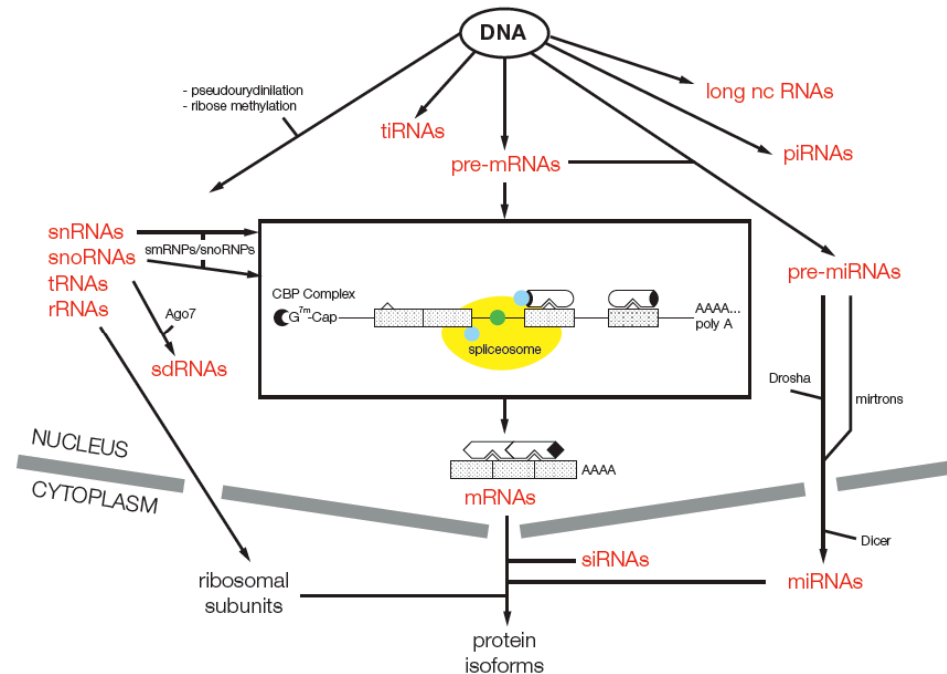 DNA
- pseudourydinilation
- ribose methylation
long nc RNAs
tiRNAs
piRNAs
pre-mRNAs
snRNAs
snoRNAs
tRNAs
rRNAs
smRNPs/snoRNPs
pre-miRNAs
CBP Complex
G7m-Cap
AAAA...
poly A
spliceosome
Ago7
sdRNAs
Drosha
mirtrons
NUCLEUS
CYTOPLASM
AAAA
mRNAs
Dicer
siRNAs
miRNAs
ribosomal
subunits
protein
isoforms